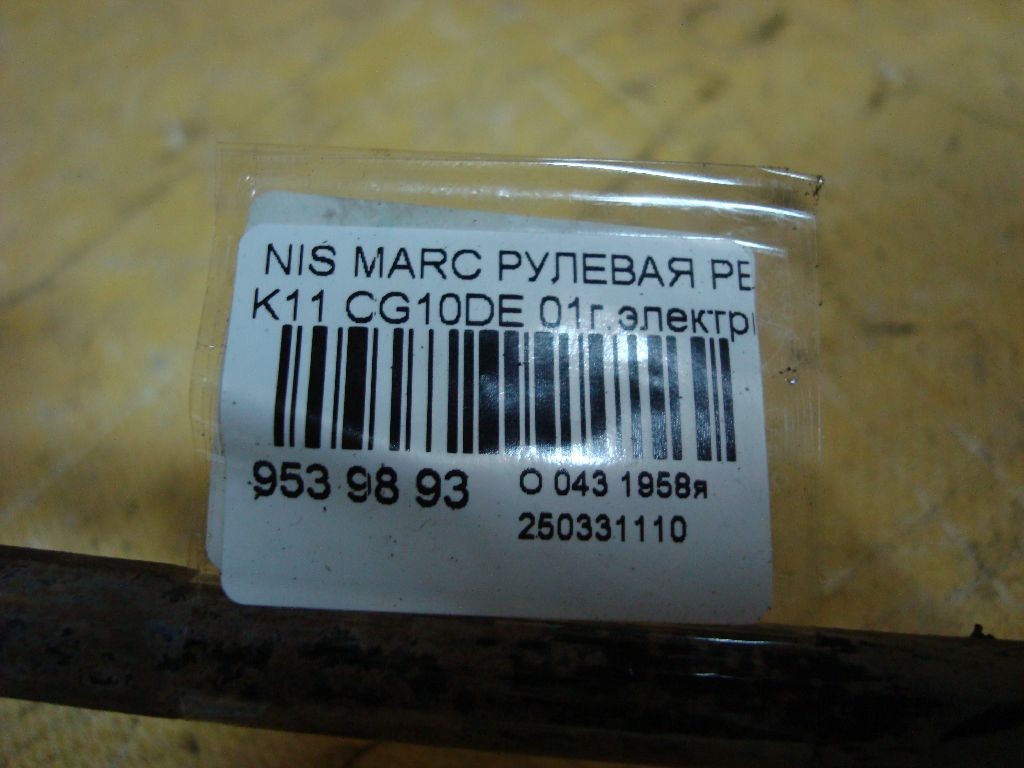 NIS MARC РУЛЕВАЯ РЕ
K11 CG10DE 01г.электр
953 98 93
О 043 1958я
250331110